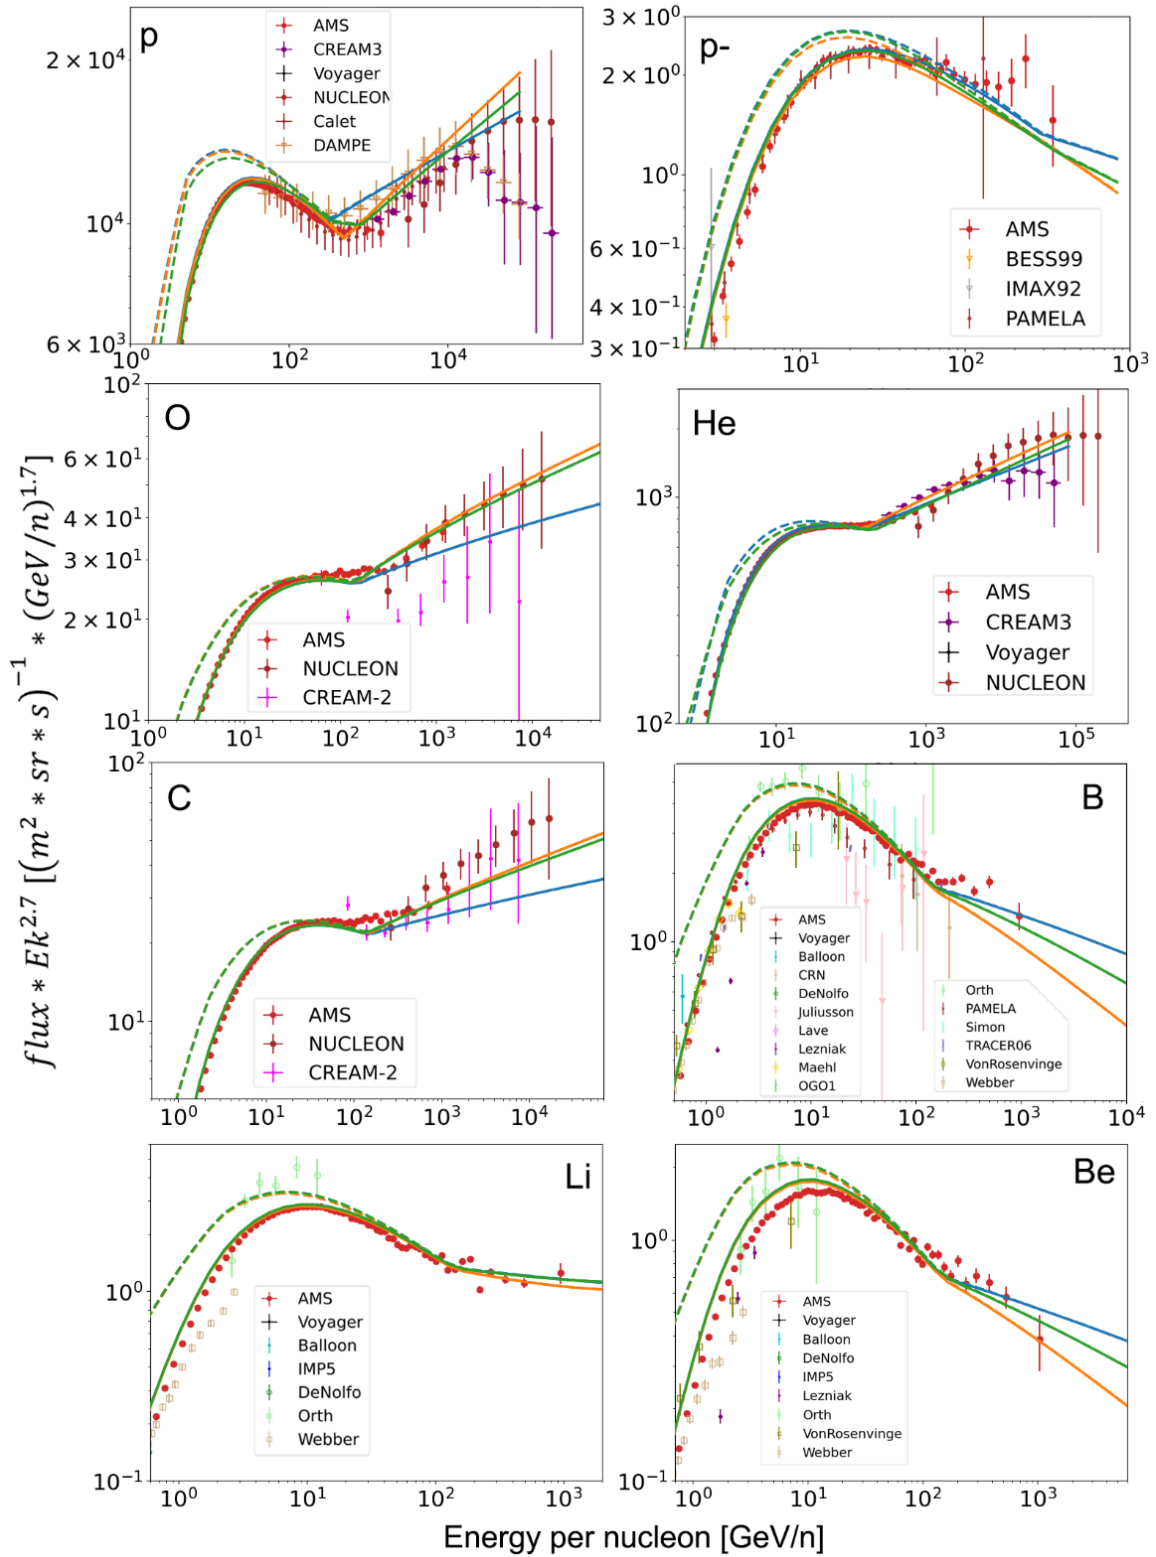 flux * Ek^2.7 [(m^2 * sr * s)^−1 * (GeV/n)^1.7]
p
AMS
CREAM3
Voyager
NUCLEON
Calet
DAMPE
2 × 10^4
10^4
6 × 10^3
10^0 10^2 10^4
p-
AMS
BESS99
IMAX92
PAMELA
3 × 10^0
2 × 10^0
10^0
6 × 10^−1
4 × 10^−1
3 × 10^−1
10^1 10^2 10^3
O
AMS
NUCLEON
CREAM-2
10^2
6 × 10^1
4 × 10^1
3 × 10^1
2 × 10^1
10^1
10^0 10^1 10^2 10^3 10^4
He
AMS
CREAM3
Voyager
NUCLEON
10^3
10^2
10^1 10^3 10^5
C
AMS
NUCLEON
CREAM-2
10^2
10^1
10^0 10^1 10^2 10^3 10^4
B
AMS
Voyager
Balloon
CRN
DeNolfo
Juliusson
Lave
Lezniak
Maehl
OGO1
Orth
PAMELA
Simon
TRACER06
VonRosenvinge
Webber
10^0
10^0 10^1 10^2 10^3 10^4
Li
AMS
Voyager
Balloon
IMP5
DeNolfo
Orth
Webber
10^0
10^−1
10^0 10^1 10^2 10^3
Be
AMS
Voyager
Balloon
DeNolfo
IMP5
Lezniak
Orth
VonRosenvinge
Webber
10^0
10^−1
10^0 10^1 10^2 10^3
Energy per nucleon [GeV/n]